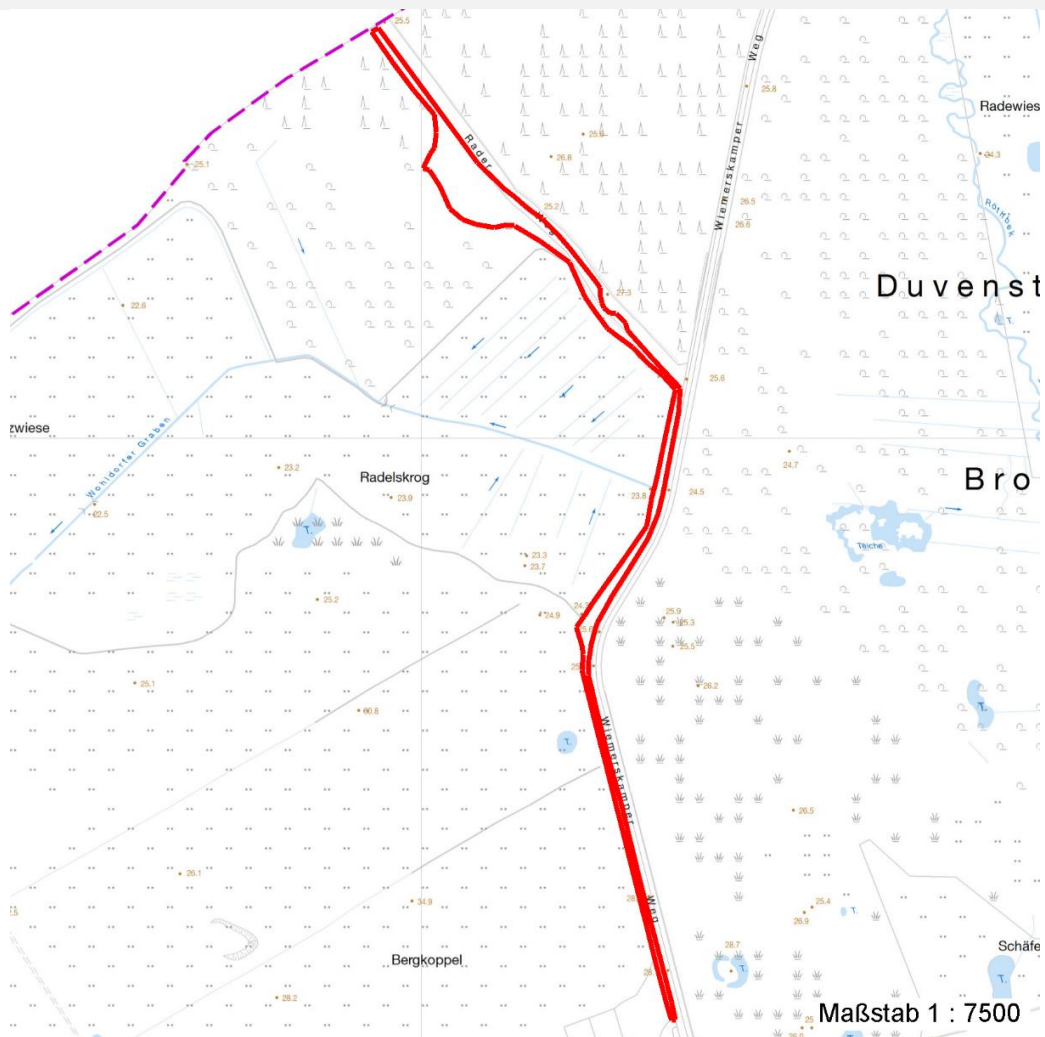 25.5
Weg
25.8
Radewies
25.1
Rader
26.8
25.2
Weg
Wiemerskamper
24.3
26.5
26.6
Röthbek
22.6
27.3
Duvenst
T.
25.6
zwiese
Wohldorfer Graben
23.2
Radelskrog
23.9
23.8
24.5
24.7
Bro
22.5
T.
Teiche
23.3
23.7
25.2
24.9
25.9
25.3
25.5
25.1
26.2
T.
30.8
T.
Wiemerskamper
26.5
26.1
34.9
Weg
25.4
26.9
T.
Bergkoppel
28.7
T.
Schäfe
T.
28.2
Maßstab 1 : 7500
T.